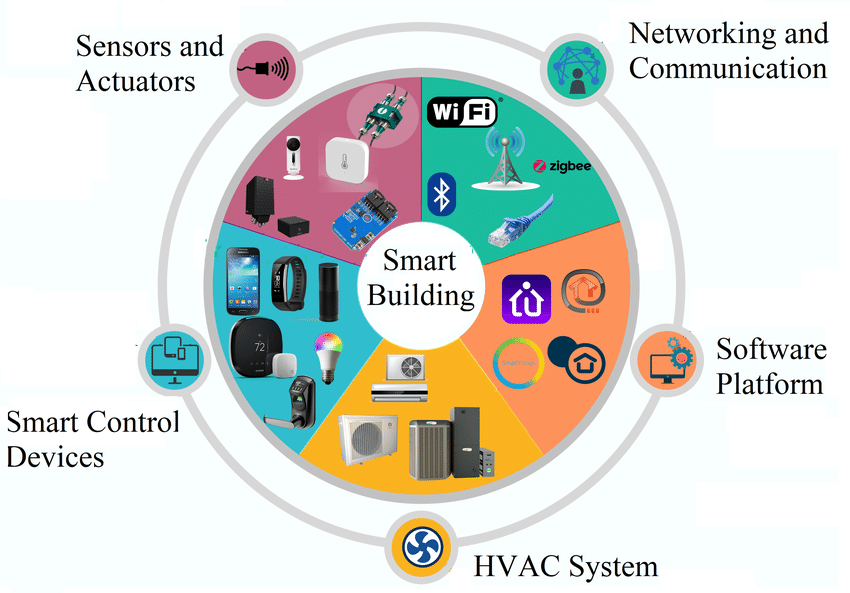 Sensors and
Actuators
Networking and
Communication
WiFi
zigbee
Smart
Building
72
Software
Platform
Smart Control
Devices
HVAC System